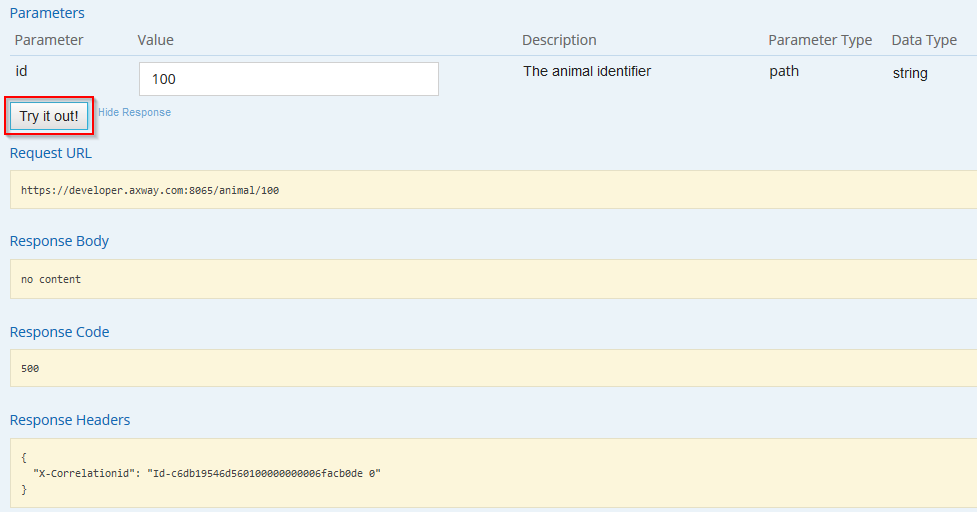 Parameters
Parameter Value Description Parameter Type Data Type
id 100 The animal identifier path string
Try it out! Hide Response
Request URL
https://developer.axway.com:8065/animal/100
Response Body
no content
Response Code
500
Response Headers
{
"X-Correlationid": "Id-c6db19546d560100000000006facb0de 0"
}